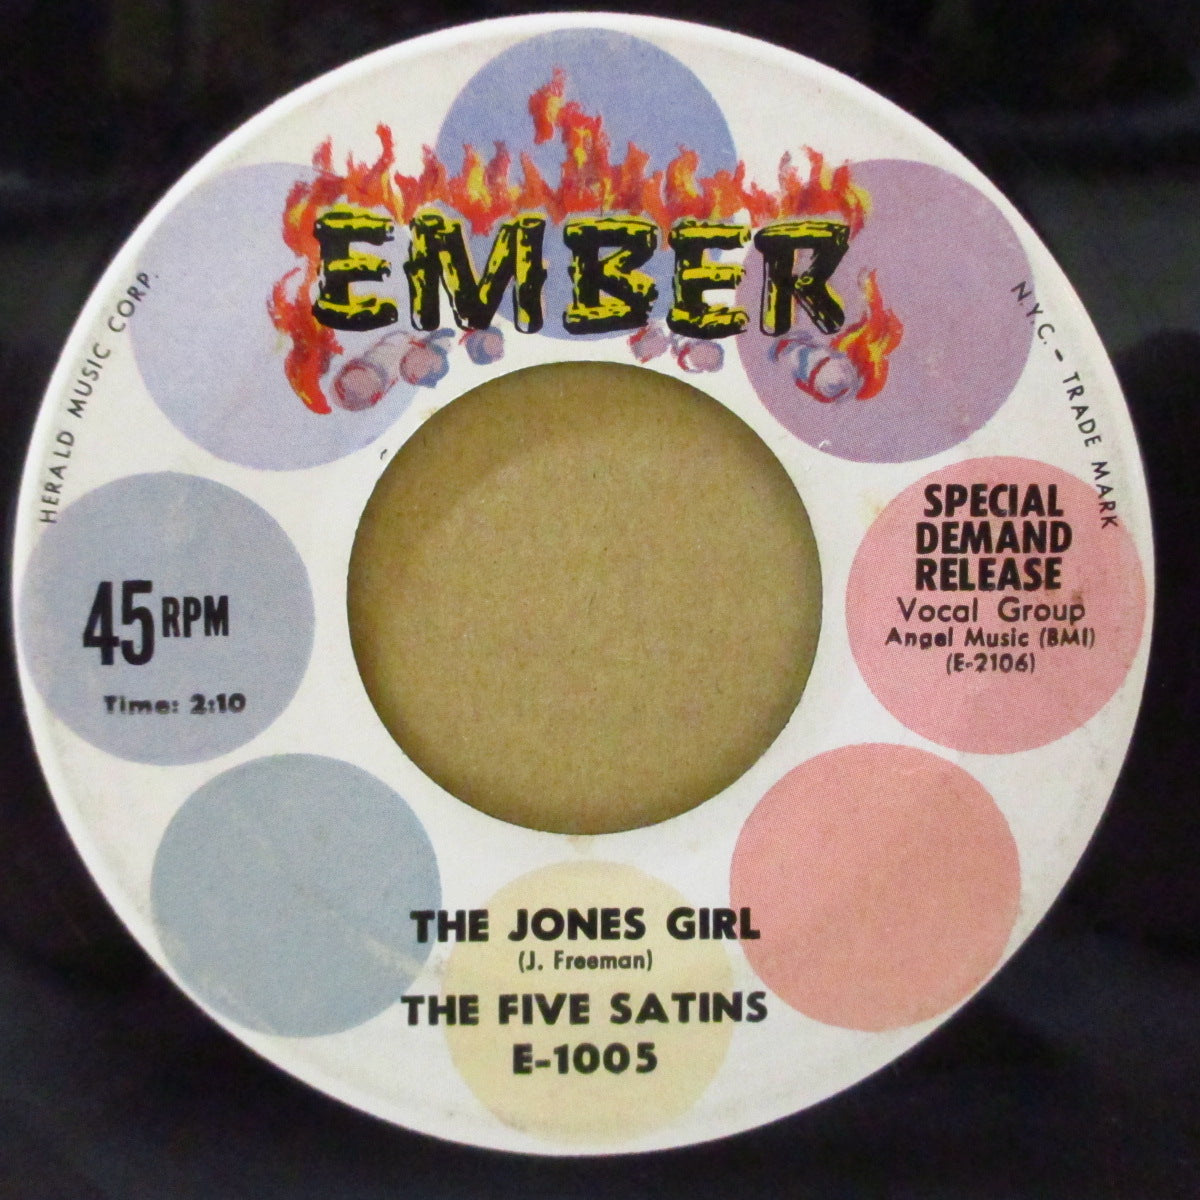 EMBER
HERALD MUSIC CORP.
N.Y.C. - TRADE MARK
45 RPM
Time: 2:10
SPECIAL
DEMAND
RELEASE
Vocal Group
Angel Music (BMI)
(E-2106)
THE JONES GIRL
(J. Freeman)
THE FIVE SATINS
E-1005